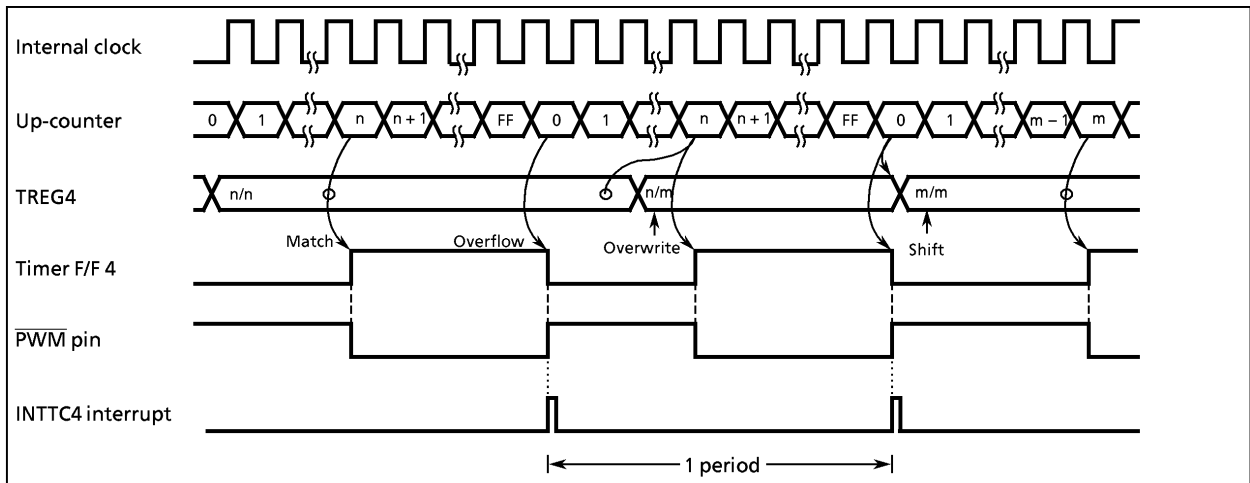 Internal clock
Up-counter 0 1 n n + 1 FF 0 1 n n + 1 FF 0 1 m – 1 m
TREG4 n/n n/m m/m
Match Overflow Overwrite Shift
Timer F/F 4
PWM pin
INTTC4 interrupt
1 period